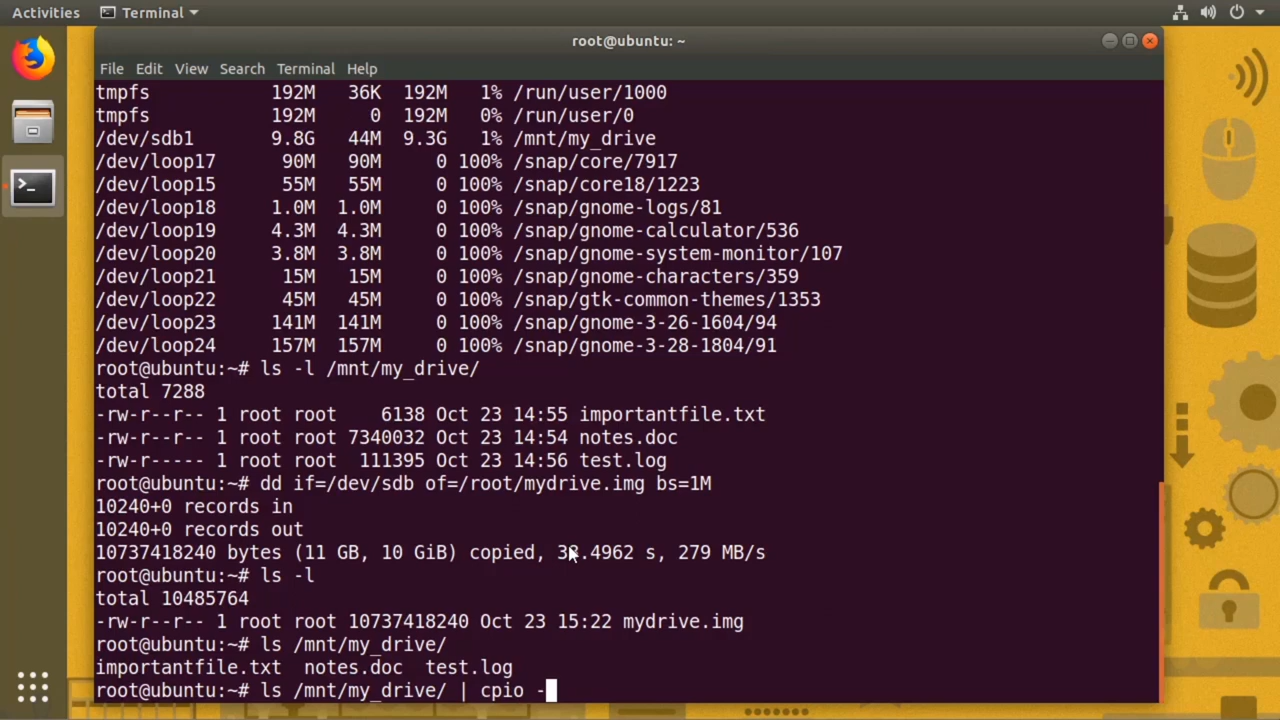 Activities Terminal
root@ubuntu: ~
File Edit View Search Terminal Help
tmpfs 192M 36K 192M 1% /run/user/1000
tmpfs 192M 0 192M 0% /run/user/0
/dev/sdb1 9.8G 44M 9.3G 1% /mnt/my_drive
/dev/loop17 90M 90M 0 100% /snap/core/7917
/dev/loop15 55M 55M 0 100% /snap/core18/1223
/dev/loop18 1.0M 1.0M 0 100% /snap/gnome-logs/81
/dev/loop19 4.3M 4.3M 0 100% /snap/gnome-calculator/536
/dev/loop20 3.8M 3.8M 0 100% /snap/gnome-system-monitor/107
/dev/loop21 15M 15M 0 100% /snap/gnome-characters/359
/dev/loop22 45M 45M 0 100% /snap/gtk-common-themes/1353
/dev/loop23 141M 141M 0 100% /snap/gnome-3-26-1604/94
/dev/loop24 157M 157M 0 100% /snap/gnome-3-28-1804/91
root@ubuntu:~# ls -l /mnt/my_drive/
total 7288
-rw-r--r-- 1 root root 6138 Oct 23 14:55 importantfile.txt
-rw-r--r-- 1 root root 7340032 Oct 23 14:54 notes.doc
-rw-r----- 1 root root 111395 Oct 23 14:56 test.log
root@ubuntu:~# dd if=/dev/sdb of=/root/mydrive.img bs=1M
10240+0 records in
10240+0 records out
10737418240 bytes (11 GB, 10 GiB) copied, s, 279 MB/s
root@ubuntu:~# ls -l
total 10485764
-rw-r--r-- 1 root root 10737418240 Oct 23 15:22 mydrive.img
root@ubuntu:~# ls /mnt/my_drive/
importantfile.txt notes.doc test.log
root@ubuntu:~# ls /mnt/my_drive/ | cpio -